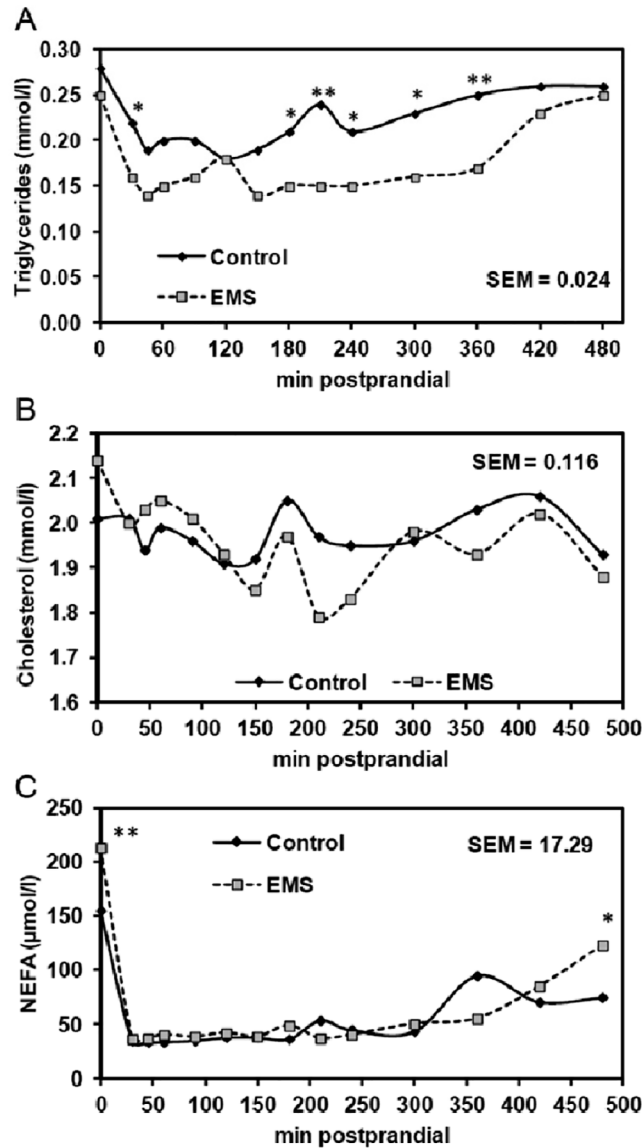 A
Triglycerides (mmol/l)
0.30
0.25
0.20
0.15
0.10
0.05
0.00
* * ** * * **
Control
EMS
SEM = 0.024
0 60 120 180 240 300 360 420 480
min postprandial
B
Cholesterol (mmol/l)
2.2
2.1
2.0
1.9
1.8
1.7
1.6
SEM = 0.116
Control EMS
0 50 100 150 200 250 300 350 400 450 500
min postprandial
C
NEFA (µmol/l)
250
200
150
100
50
0
**
Control
EMS
SEM = 17.29
*
0 50 100 150 200 250 300 350 400 450 500
min postprandial